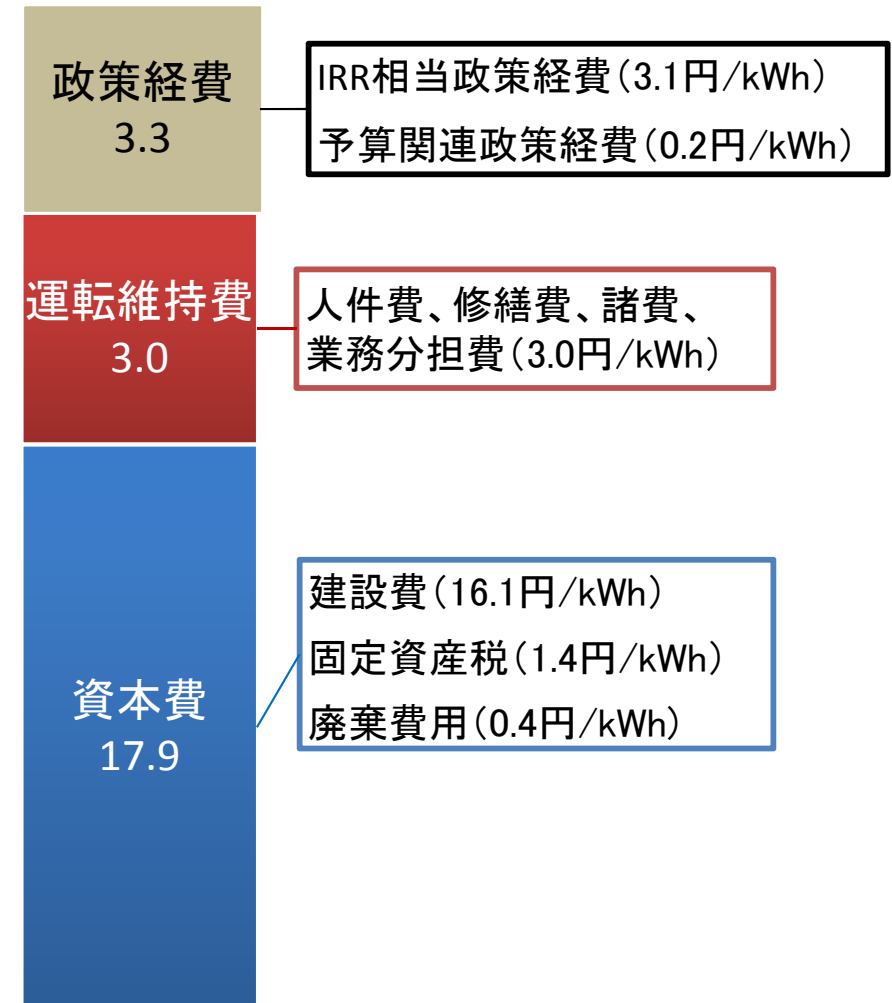 政策経費
3.3
IRR相当政策経費(3.1円/kWh)
予算関連政策経費(0.2円/kWh)
運転維持費
3.0
人件費、修繕費、諸費、
業務分担費(3.0円/kWh)
資本費
17.9
建設費(16.1円/kWh)
固定資産税(1.4円/kWh)
廃棄費用(0.4円/kWh)